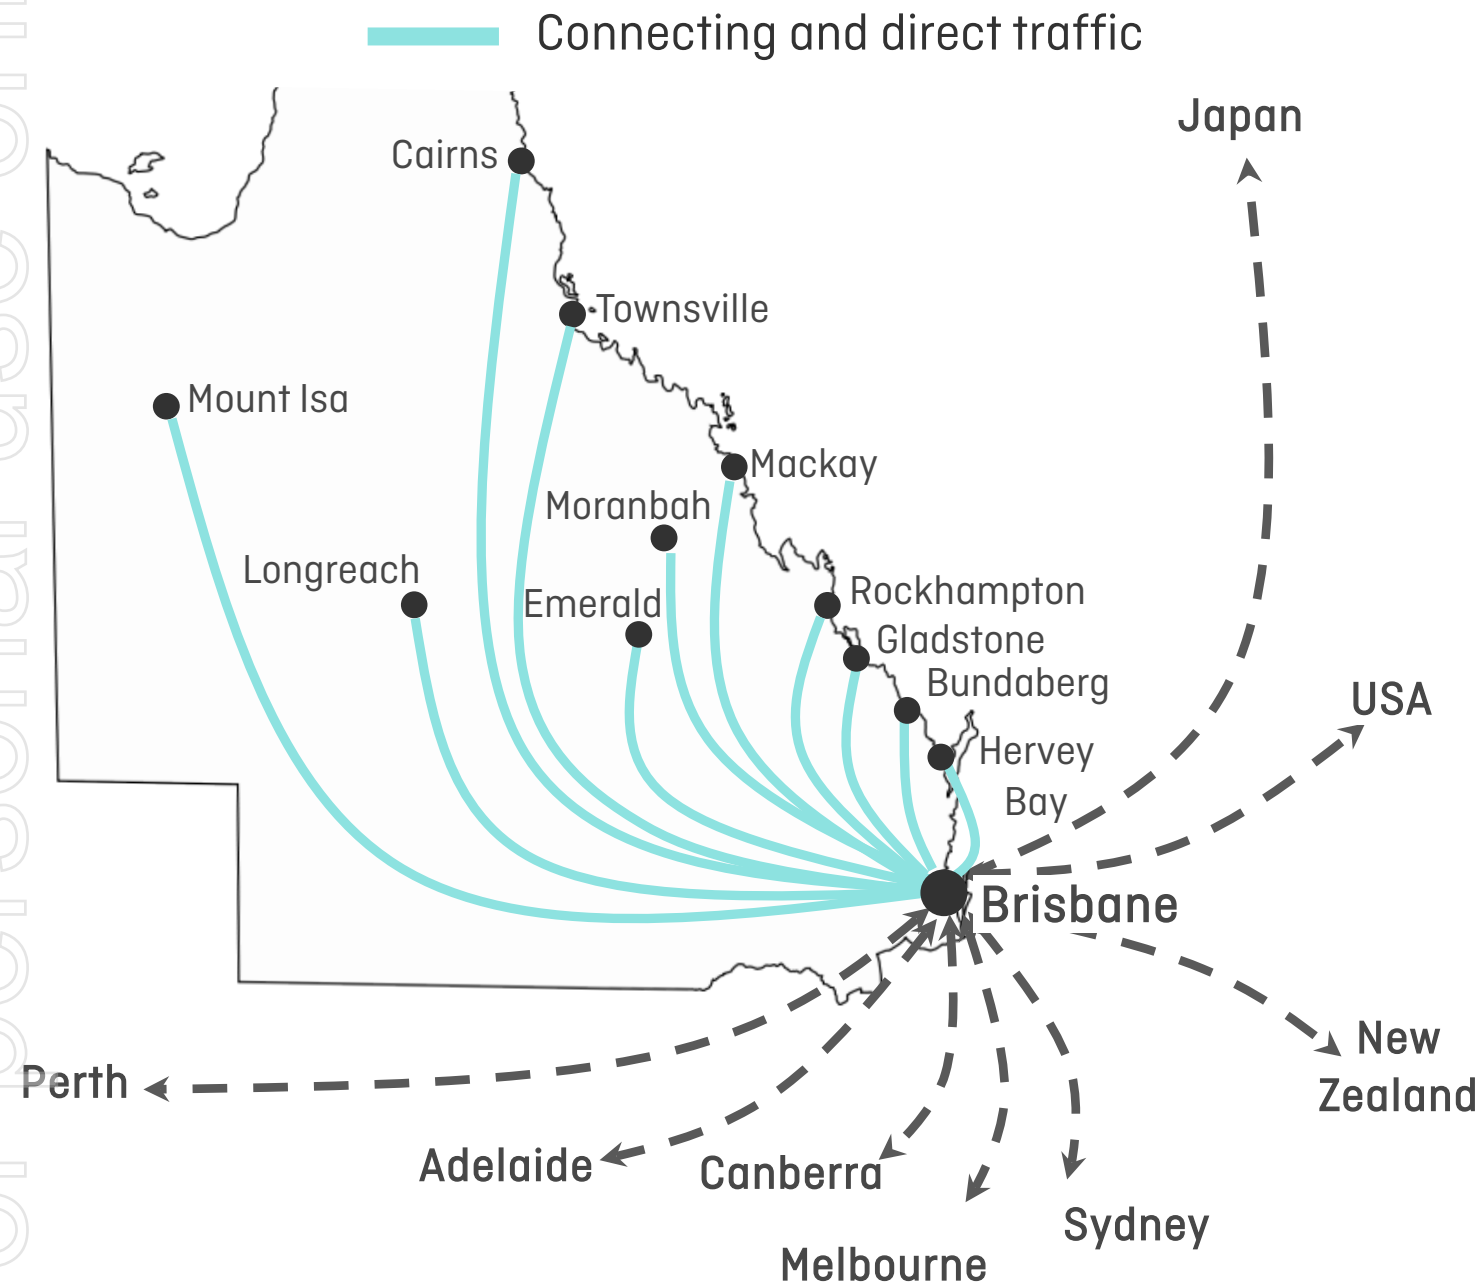 Connecting and direct traffic
Japan
Cairns
Townsville
Mount Isa
Mackay
Moranbah
Longreach
Rockhampton
Emerald
Gladstone
Bundaberg
USA
Hervey
Bay
Brisbane
New
Zealand
Perth
Adelaide
Canberra
Sydney
Melbourne